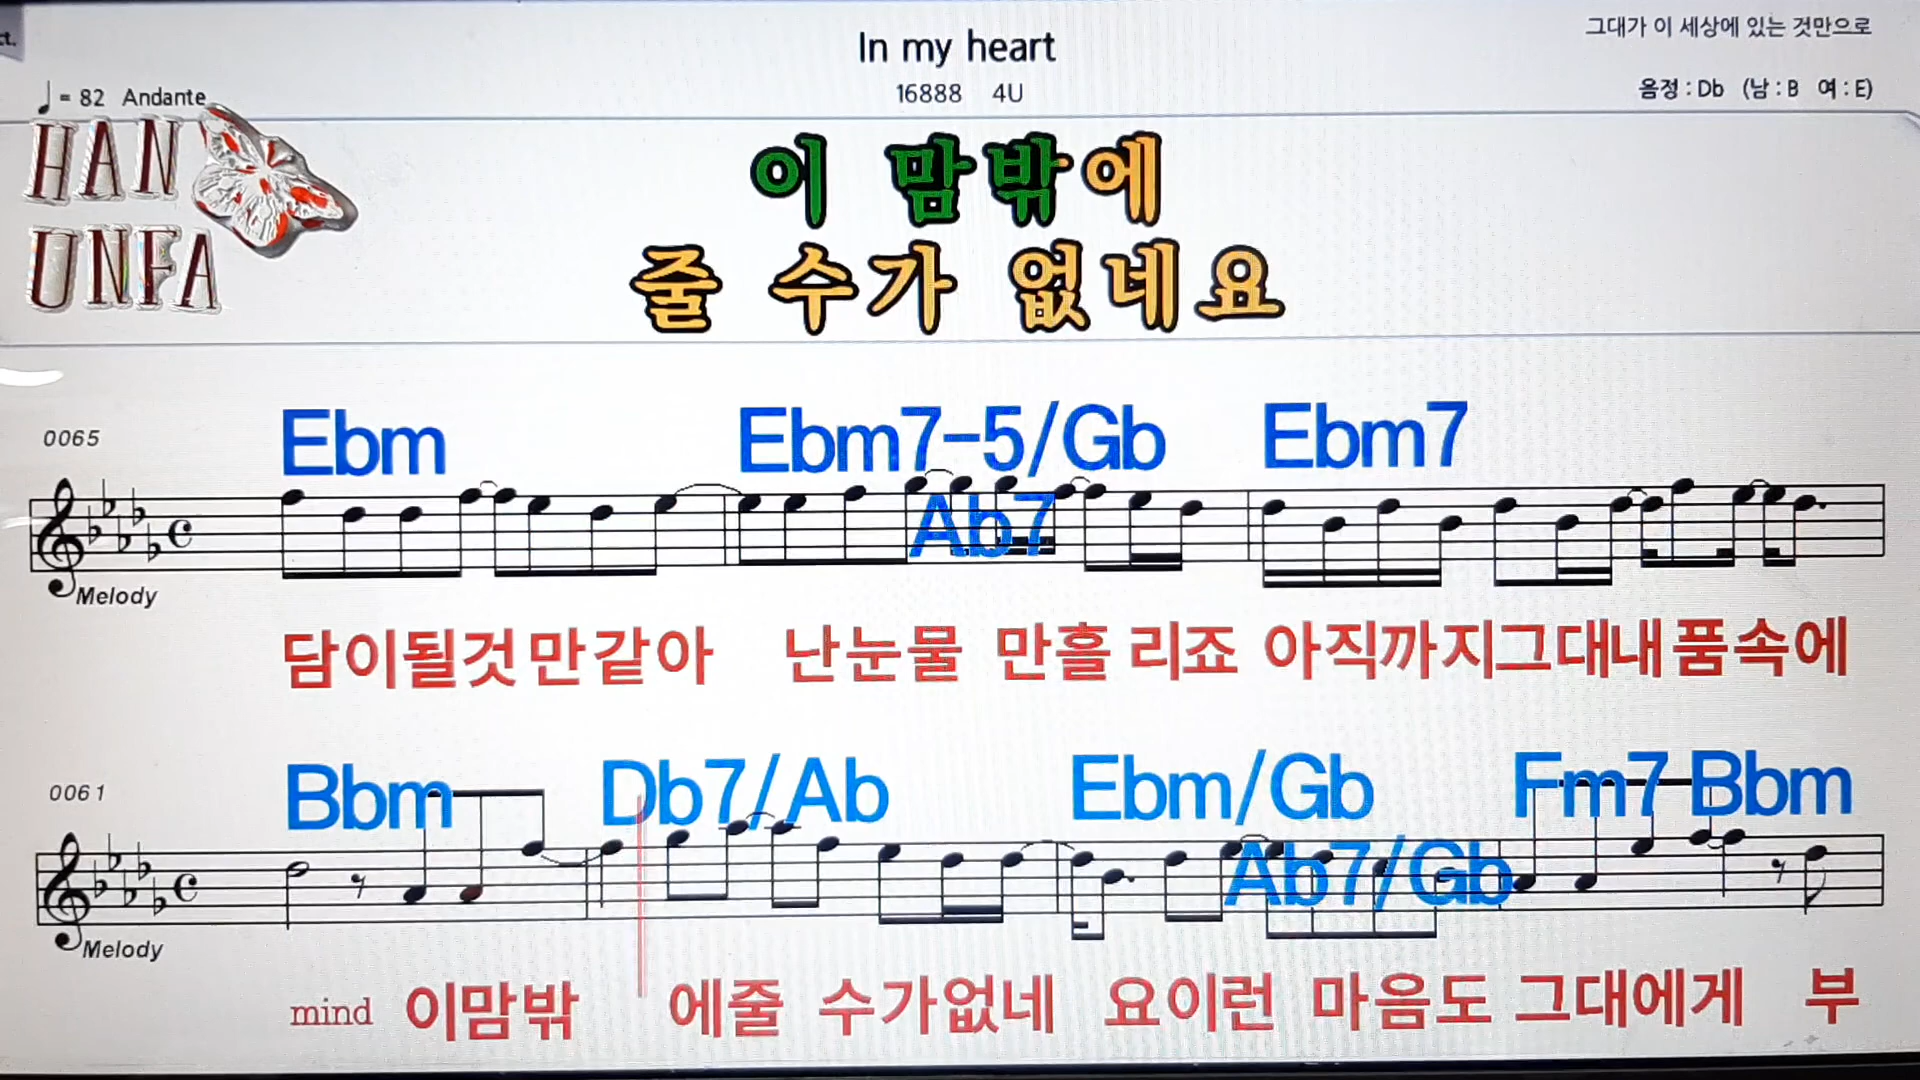 ct.
In my heart
그대가 이 세상에 있는 것만으로
= 82 Andante
16888 4U
음정 : Db (남 : B 여 : E)
HAN
UNFA
이 맘밖에
줄 수가 없네요
0065
Ebm Ebm7-5/Gb Ebm7
Ab7
Melody
담이될것만같아 난눈물 만흘리죠 아직까지그대내품속에
0061
Bbm Db7/Ab Ebm/Gb Fm7 Bbm
Ab7/Gb
Melody
mind 이맘밖 에줄 수가없네 요이런 마음도 그대에게 부